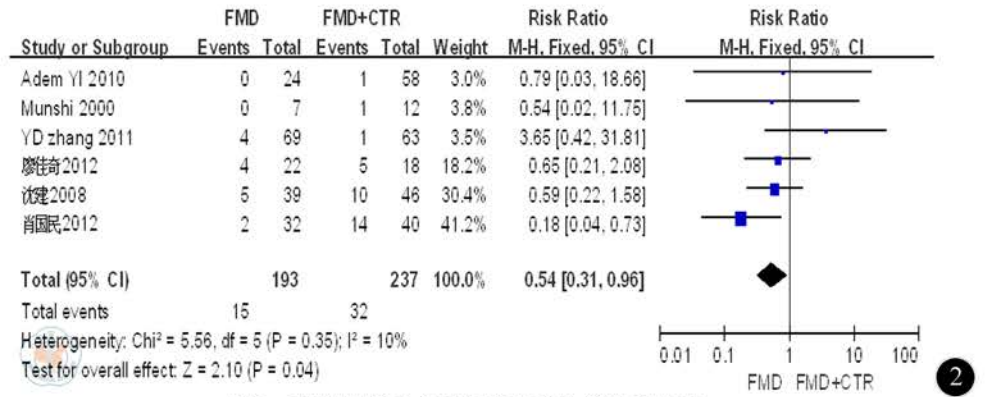 FMD FMD+CTR Risk Ratio Risk Ratio
Study or Subgroup Events Total Events Total Weight M-H, Fixed, 95% CI M-H, Fixed, 95% CI
Adem YI 2010 0 24 1 58 3.0% 0.79 [0.03, 18.66]
Munshi 2000 0 7 1 12 3.8% 0.54 [0.02, 11.75]
YD zhang 2011 4 69 1 63 3.5% 3.65 [0.42, 31.81]
廖佳奇2012 4 22 5 18 18.2% 0.65 [0.21, 2.08]
沈建2008 5 39 10 46 30.4% 0.59 [0.22, 1.58]
肖国民2012 2 32 14 40 41.2% 0.18 [0.04, 0.73]
Total (95% CI) 193 237 100.0% 0.54 [0.31, 0.96]
Total events 15 32
Heterogeneity: Chi² = 5.56, df = 5 (P = 0.35); I² = 10%
Test for overall effect: Z = 2.10 (P = 0.04)
0.01 0.1 1 10 100
FMD FMD+CTR
2